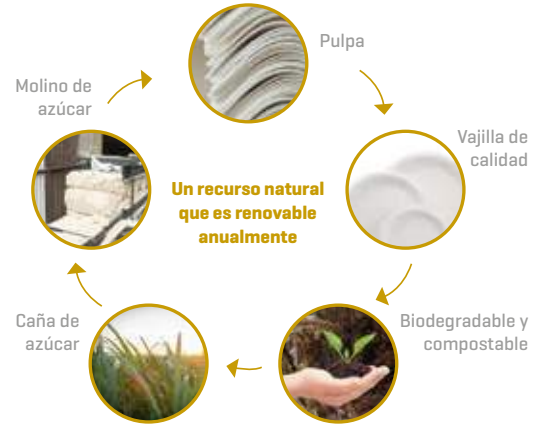 Pulpa
Molino de
azúcar
Vajilla de
calidad
Un recurso natural
que es renovable
anualmente
Caña de
azúcar
Biodegradable y
compostable